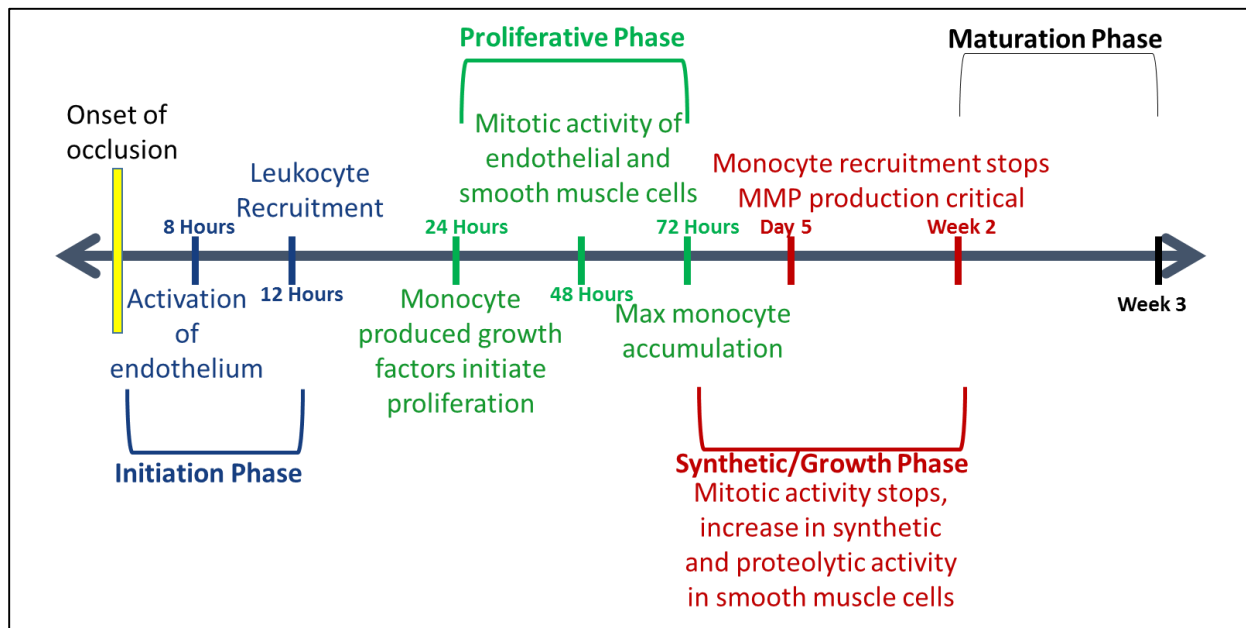 Proliferative Phase
Maturation Phase
Onset of
occlusion
Leukocyte
Recruitment
Mitotic activity of
endothelial and
smooth muscle cells
Monocyte recruitment stops
MMP production critical
8 Hours
24 Hours
72 Hours
Day 5
Week 2
12 Hours
48 Hours
Week 3
Activation
of
endothelium
Monocyte
produced growth
factors initiate
proliferation
Max monocyte
accumulation
Initiation Phase
Synthetic/Growth Phase
Mitotic activity stops,
increase in synthetic
and proteolytic activity
in smooth muscle cells